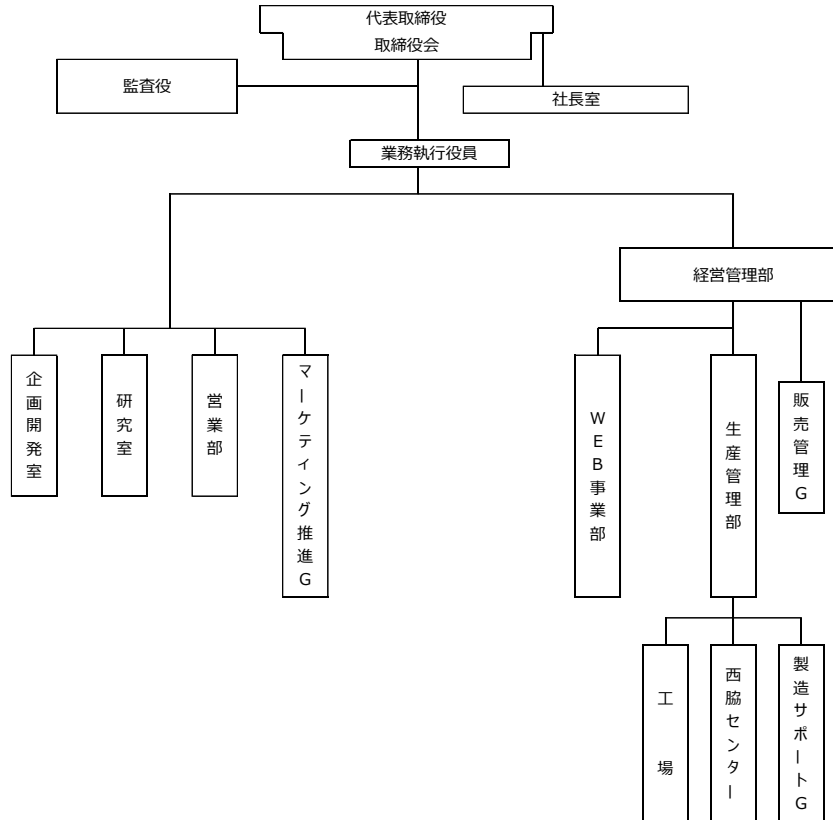 代表取締役
取締役会
監査役
社長室
業務執行役員
経営管理部
企画開発室
研究室
営業部
マーケテイング推進G
WEB事業部
生産管理部
販売管理G
工場
西脇センター
製造サポートG